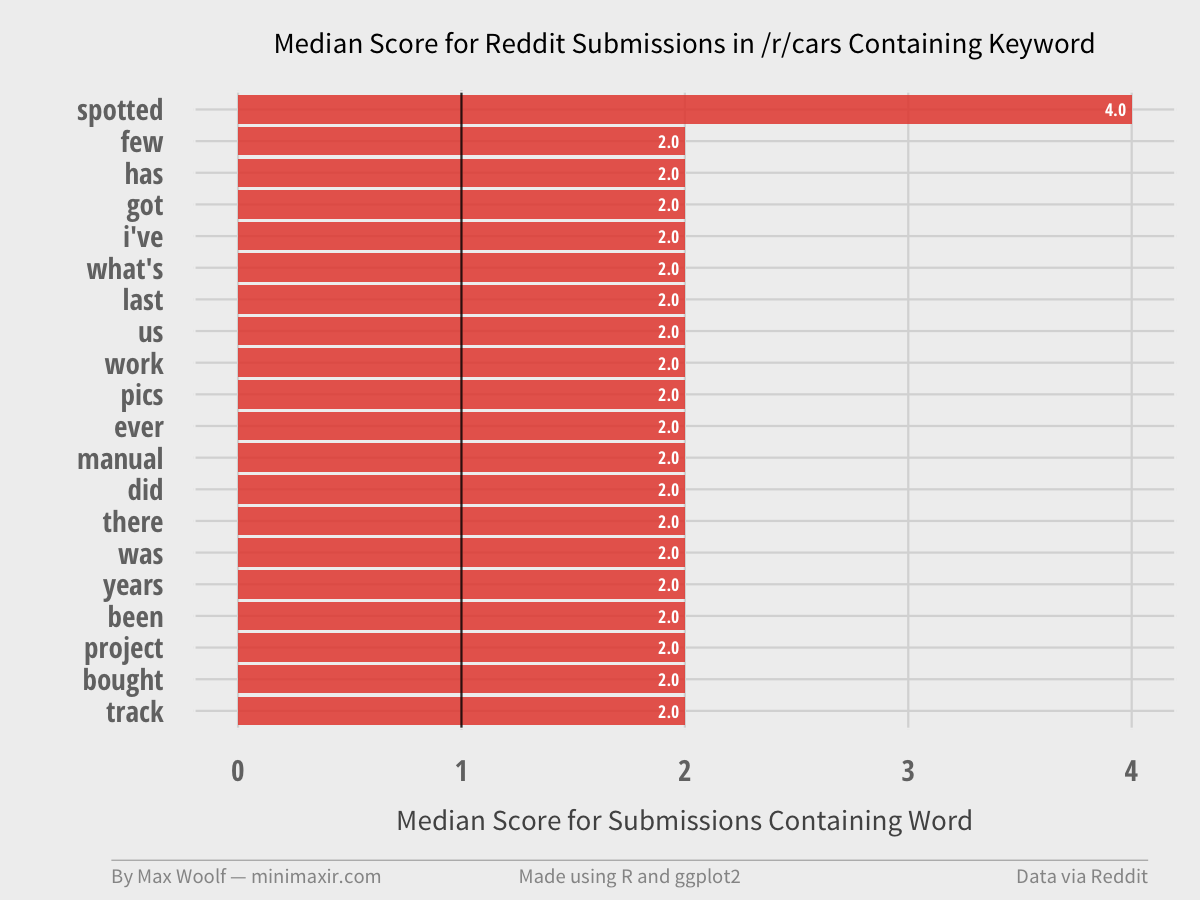 Median Score for Reddit Submissions in /r/cars Containing Keyword
spotted 4.0
few 2.0
has 2.0
got 2.0
i've 2.0
what's 2.0
last 2.0
us 2.0
work 2.0
pics 2.0
ever 2.0
manual 2.0
did 2.0
there 2.0
was 2.0
years 2.0
been 2.0
project 2.0
bought 2.0
track 2.0
0 1 2 3 4
Median Score for Submissions Containing Word
By Max Woolf — minimaxir.com Made using R and ggplot2 Data via Reddit